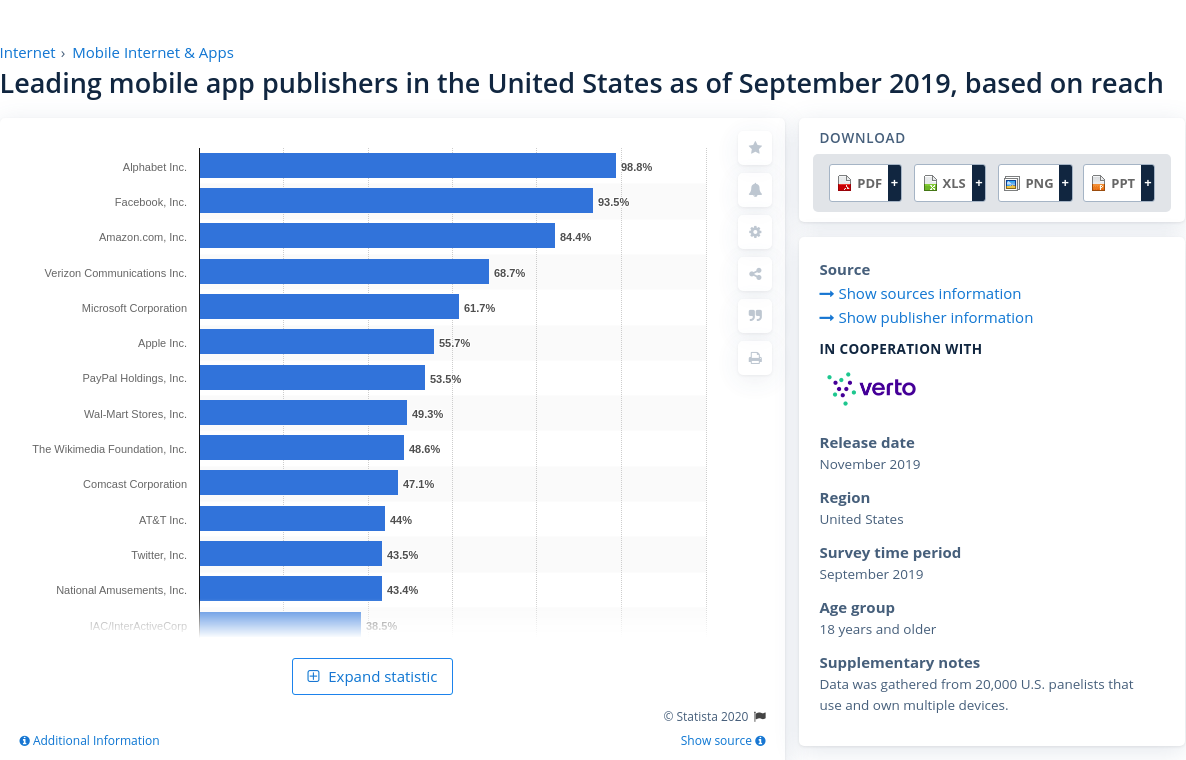 Internet › Mobile Internet & Apps
Leading mobile app publishers in the United States as of September 2019, based on reach
Alphabet Inc. 98.8%
Facebook, Inc. 93.5%
Amazon.com, Inc. 84.4%
Verizon Communications Inc. 68.7%
Microsoft Corporation 61.7%
Apple Inc. 55.7%
PayPal Holdings, Inc. 53.5%
Wal-Mart Stores, Inc. 49.3%
The Wikimedia Foundation, Inc. 48.6%
Comcast Corporation 47.1%
AT&T Inc. 44%
Twitter, Inc. 43.5%
National Amusements, Inc. 43.4%
IAC/InterActiveCorp 38.5%
Expand statistic
© Statista 2020
Additional Information
Show source
DOWNLOAD
PDF + XLS + PNG + PPT +
Source
Show sources information
Show publisher information
IN COOPERATION WITH
verto
Release date
November 2019
Region
United States
Survey time period
September 2019
Age group
18 years and older
Supplementary notes
Data was gathered from 20,000 U.S. panelists that
use and own multiple devices.